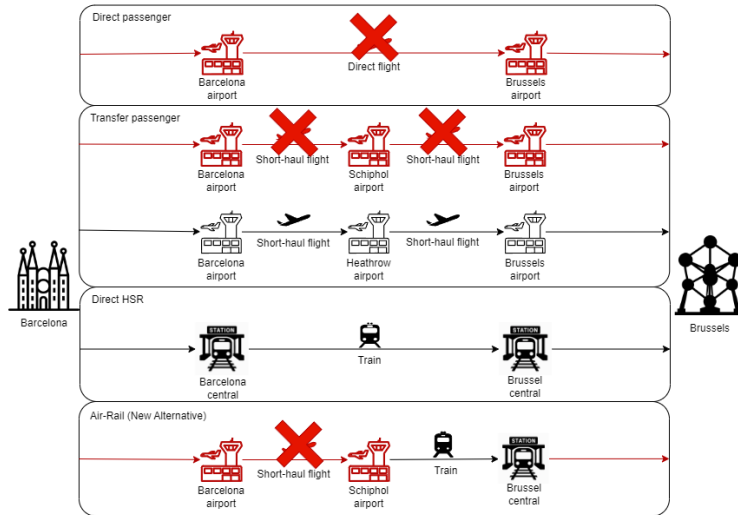 Direct passenger
Direct flight
Barcelona
airport
Brussels
airport
Transfer passenger
Short-haul flight
Short-haul flight
Barcelona
airport
Schiphol
airport
Brussels
airport
Short-haul flight
Short-haul flight
Barcelona
airport
Heathrow
airport
Brussels
airport
Barcelona
Brussels
Direct HSR
STATION
STATION
Train
Barcelona
central
Brussel
central
Air-Rail (New Alternative)
STATION
Short-haul flight
Train
Barcelona
airport
Schiphol
airport
Brussel
central